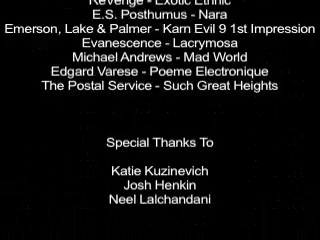 Revenge - Exotic Ethnic
E.S. Posthumus - Nara
Emerson, Lake & Palmer - Karn Evil 9 1st Impression
Evanescence - Lacrymosa
Michael Andrews - Mad World
Edgard Varese - Poeme Electronique
The Postal Service - Such Great Heights
Special Thanks To
Katie Kuzinevich
Josh Henkin
Neel Lalchandani